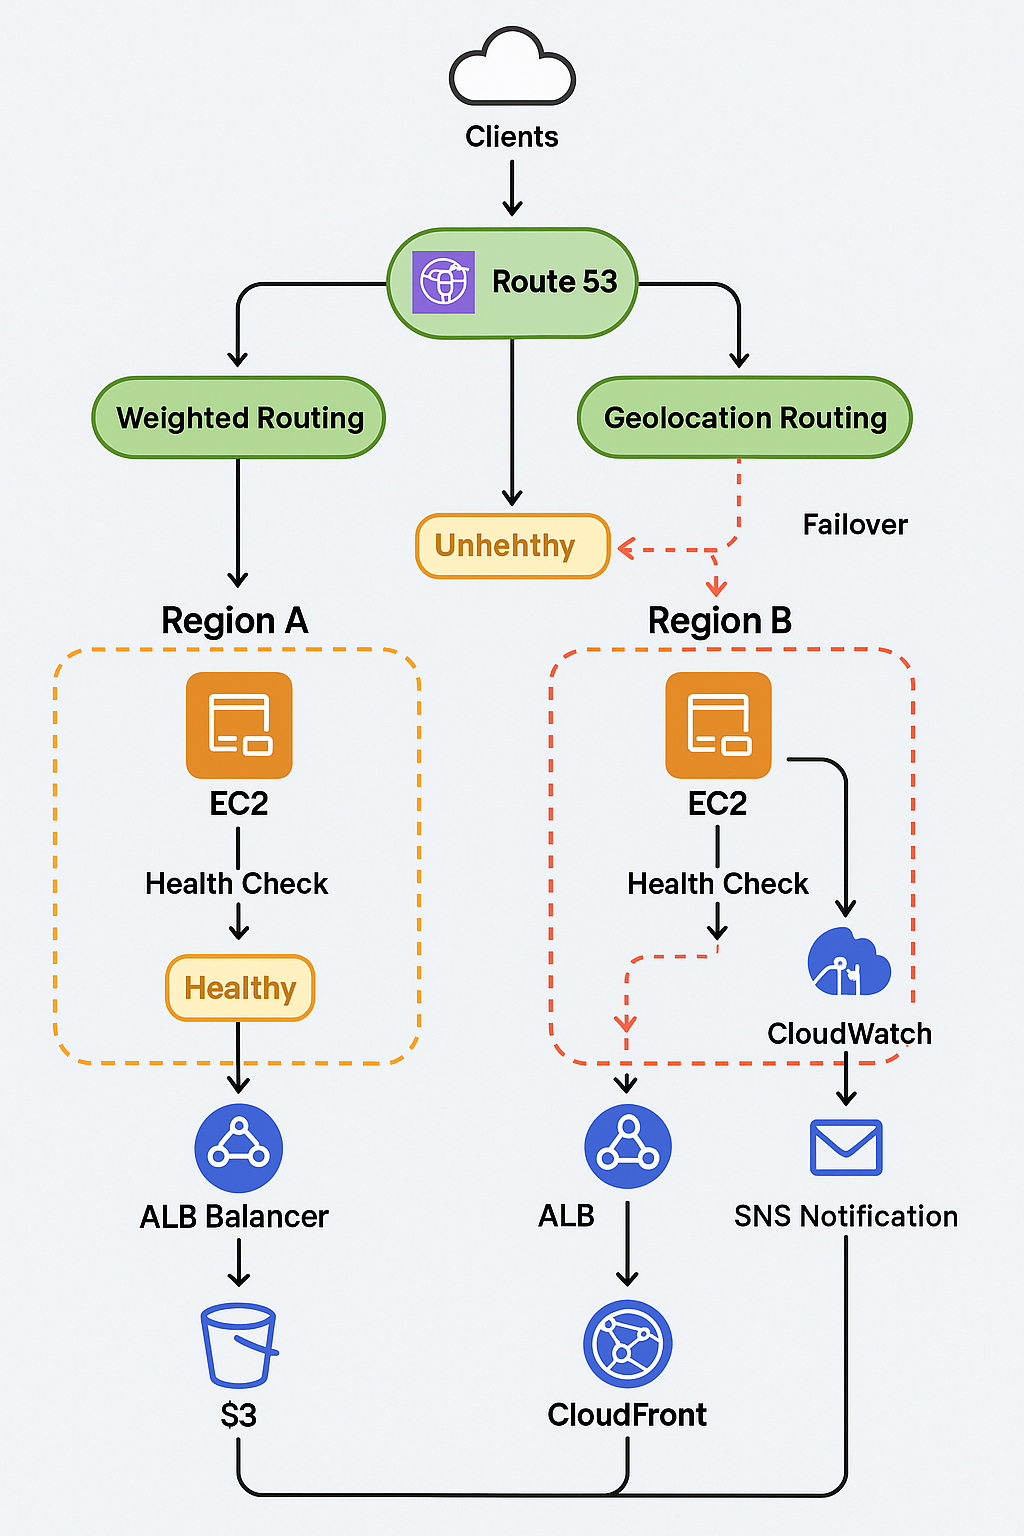 Clients
Route 53
Weighted Routing
Geolocation Routing
Failover
Unhehthy
Region A
Region B
EC2
EC2
Health Check
Health Check
Healthy
CloudWatch
ALB Balancer
ALB
SNS Notification
S3
CloudFront